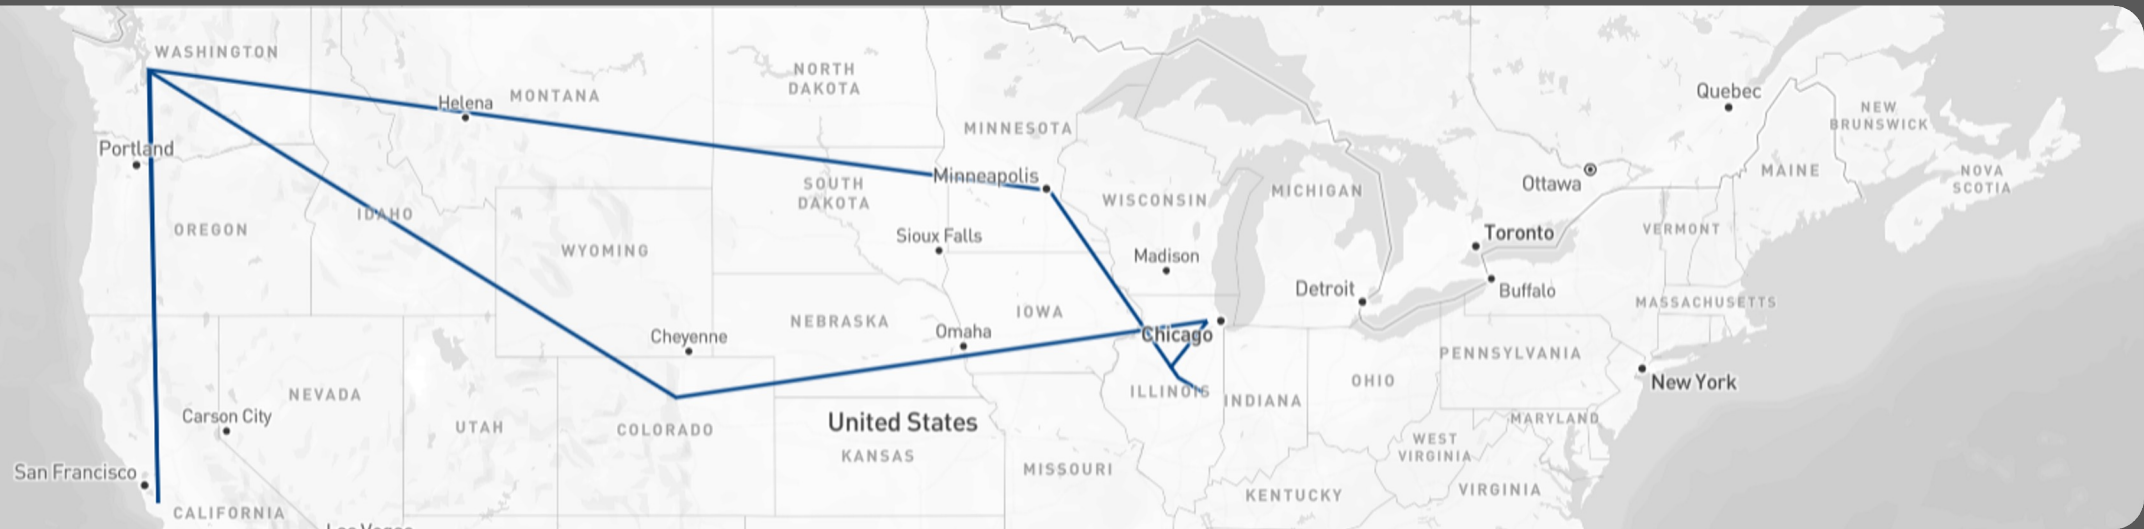 WASHINGTON
Helena
MONTANA
NORTH
DAKOTA
Quebec
NEW
BRUNSWICK
MINNESOTA
Portland
Minneapolis
SOUTH
DAKOTA
WISCONSIN
MICHIGAN
Ottawa
MAINE
NOVA
SCOTIA
IDAHO
OREGON
WYOMING
Sioux Falls
Madison
Toronto
VERMONT
Detroit
Buffalo
MASSACHUSETTS
IOWA
NEBRASKA
Omaha
Chicago
Cheyenne
PENNSYLVANIA
New York
NEVADA
Carson City
UTAH
COLORADO
United States
KANSAS
ILLINOIS
INDIANA
OHIO
MARYLAND
WEST
VIRGINIA
San Francisco
MISSOURI
KENTUCKY
VIRGINIA
CALIFORNIA
Las Vegas